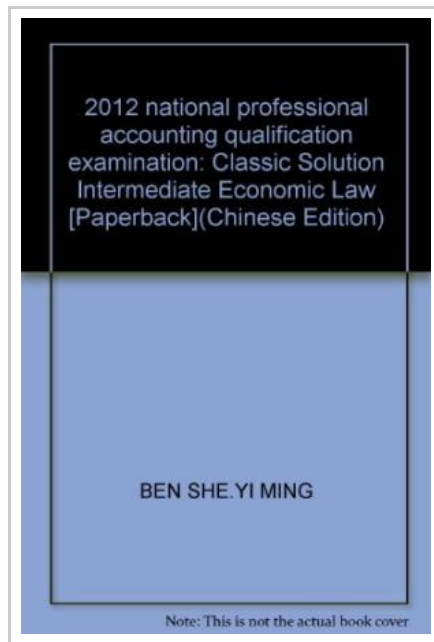 2012 national professional
accounting qualification
examination: Classic Solution
Intermediate Economic Law
[Paperback](Chinese Edition)
BEN SHE.YI MING
Note: This is not the actual book cover